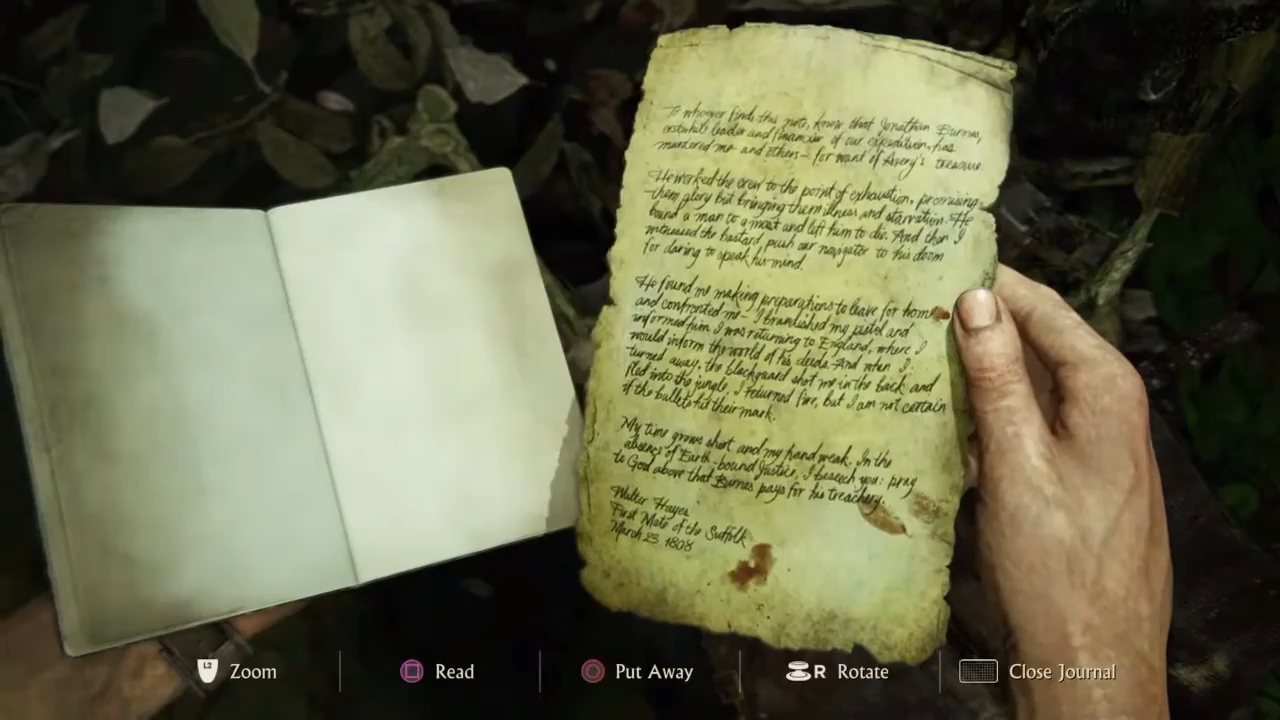 To whoever finds this note, know that Jonathan Burnes,
erstwhile leader and financier of our expedition, has
murdered me and others – for want of Avery's treasure.
He worked the crew to the point of exhaustion, promising
them glory but bringing them illness and starvation. He
bound a man to a mast and left him to die. And then I
witnessed the bastard push our navigator to his doom
for daring to speak his mind.
He found me making preparations to leave for home
and confronted me – I brandished my pistol and
informed him I was returning to England, where I
would inform the world of his deeds. And when I
turned away, the blackguard shot me in the back and
fled into the jungle. I returned fire, but I am not certain
if the bullets hit their mark.
My time grows short and my hand weak. In the
absence of Earth-bound justice, I beseech you: pray
to God above that Burnes pays for his treachery.
Walter Hayes
First Mate of the Suffolk
March 23 1808
L2 Zoom
Read
Put Away
R Rotate
Close Journal